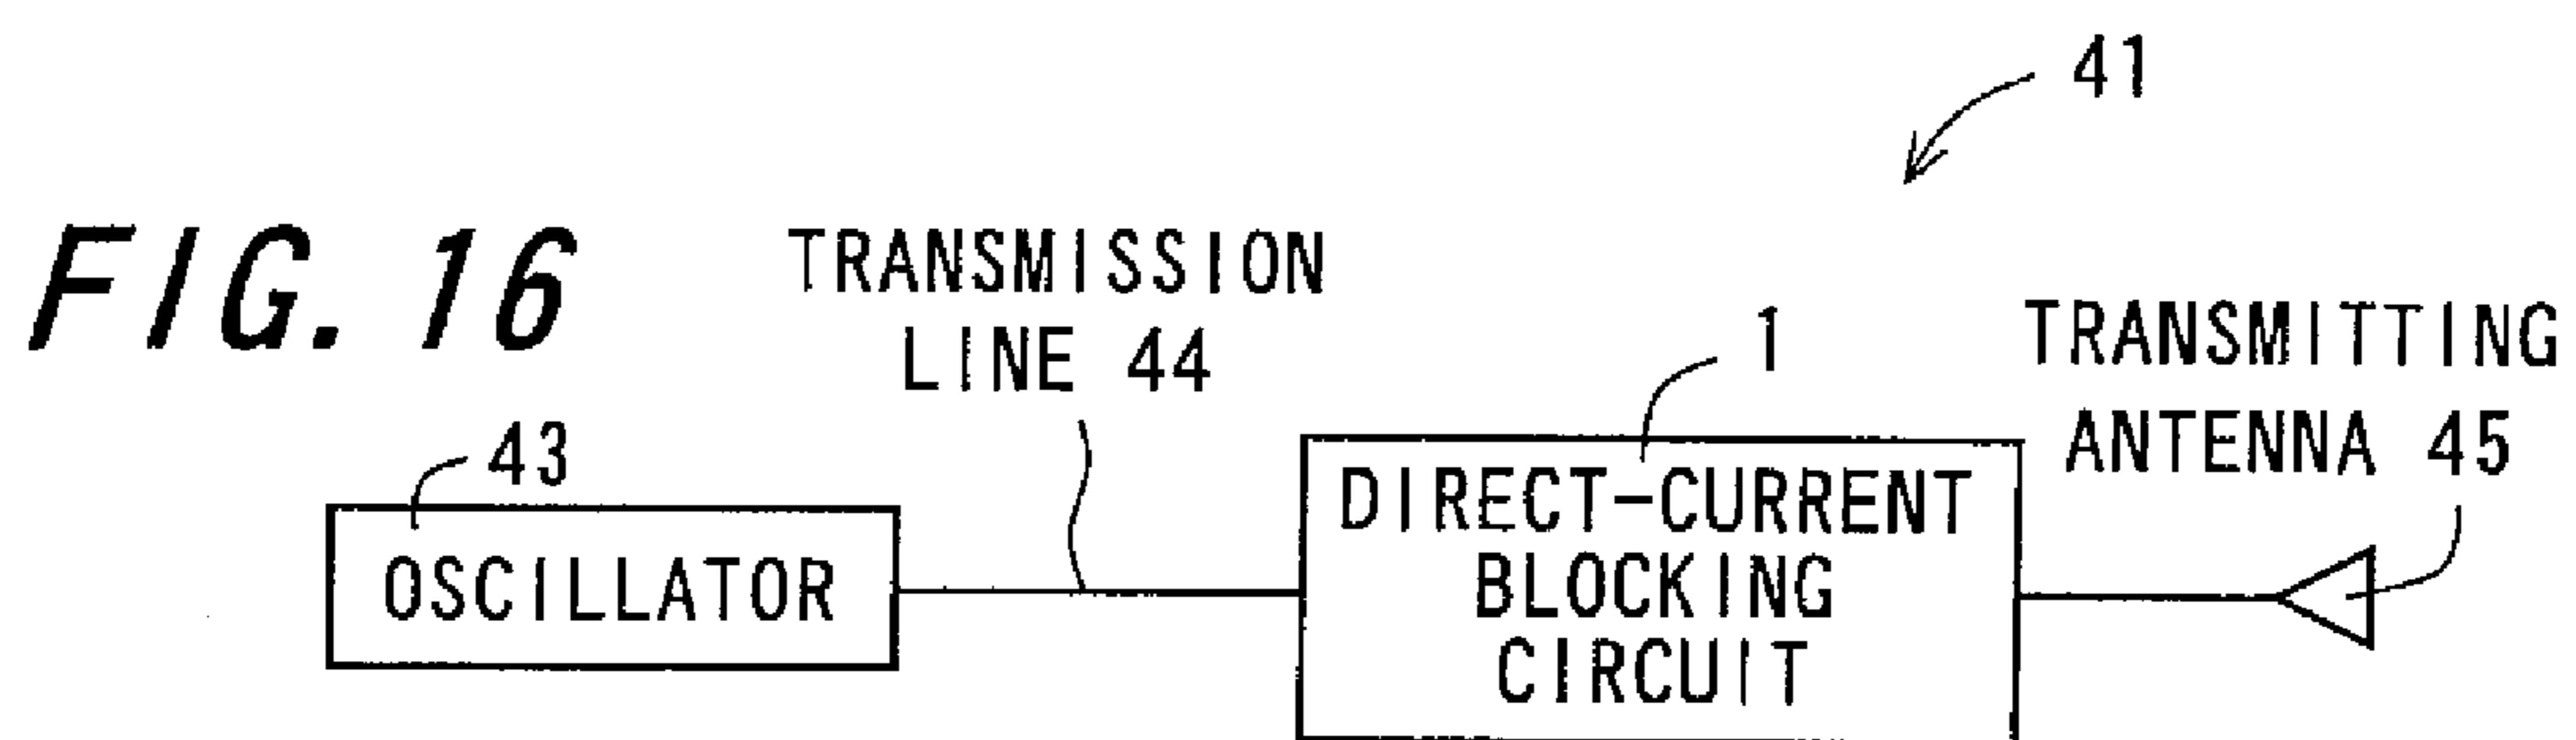 41
FIG. 16
TRANSMISSION
LINE 44
1
TRANSMITTING
ANTENNA 45
43
OSCILLATOR
DIRECT-CURRENT
BLOCKING
CIRCUIT